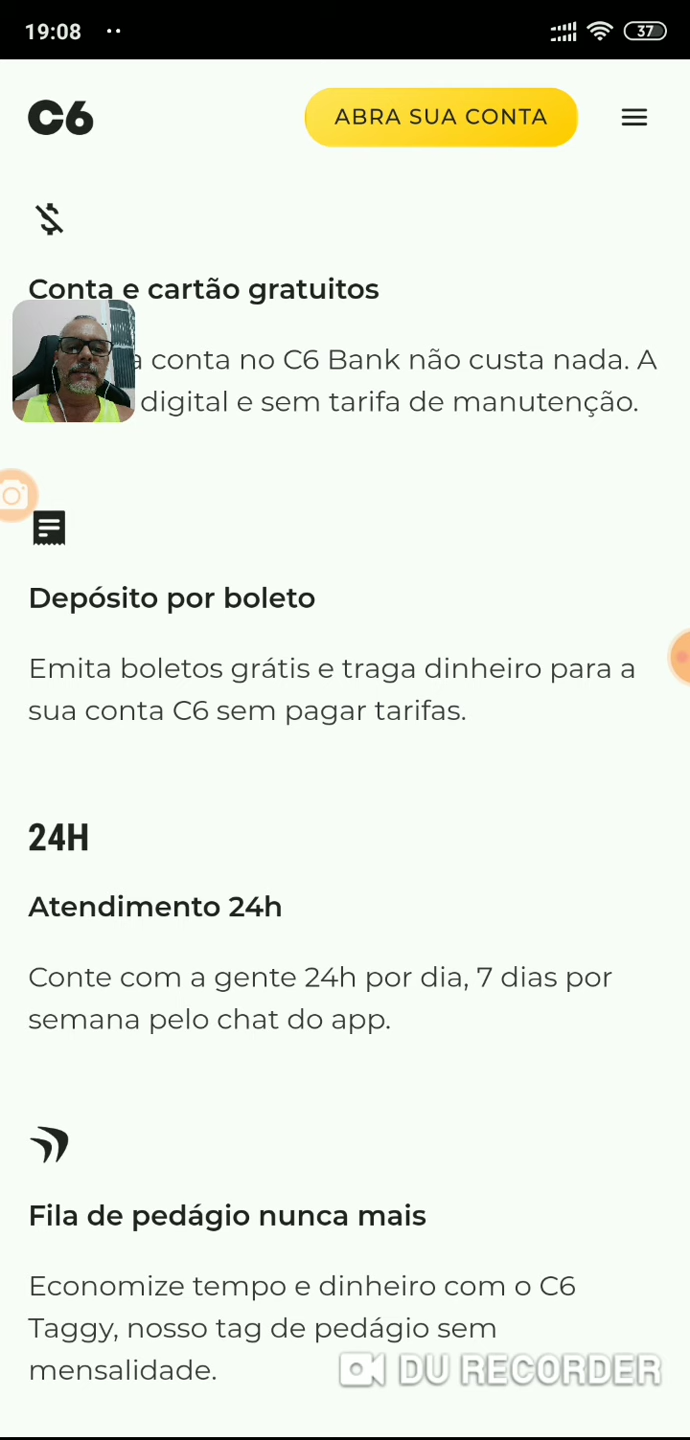 19:08
37
C6
ABRA SUA CONTA
Conta e cartão gratuitos
conta no C6 Bank não custa nada. A
digital e sem tarifa de manutenção.
Depósito por boleto
Emita boletos grátis e traga dinheiro para a
sua conta C6 sem pagar tarifas.
24H
Atendimento 24h
Conte com a gente 24h por dia, 7 dias por
semana pelo chat do app.
Fila de pedágio nunca mais
Economize tempo e dinheiro com o C6
Taggy, nosso tag de pedágio sem
mensalidade.
DU RECORDER